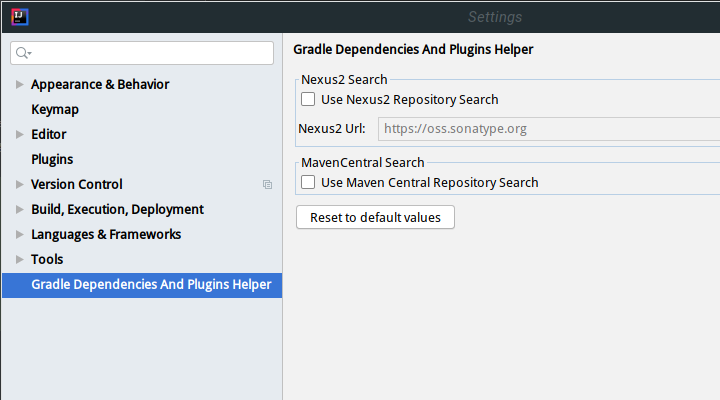 IJ
Settings
Appearance & Behavior
Keymap
Editor
Plugins
Version Control
Build, Execution, Deployment
Languages & Frameworks
Tools
Gradle Dependencies And Plugins Helper
Gradle Dependencies And Plugins Helper
Nexus2 Search
Use Nexus2 Repository Search
Nexus2 Url: https://oss.sonatype.org
MavenCentral Search
Use Maven Central Repository Search
Reset to default values